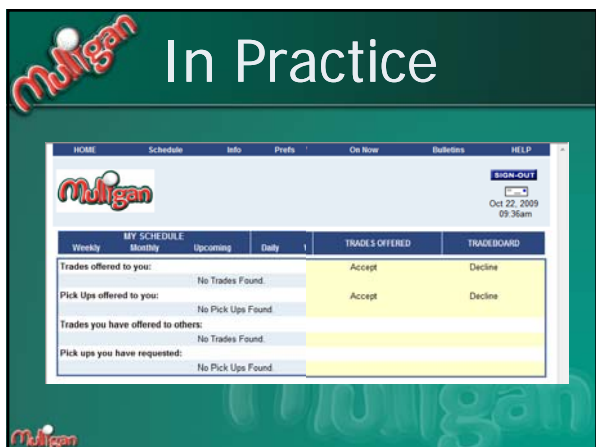 Mulligan
In Practice
HOME Schedule Info Prefs On Now Bulletins HELP
Mulligan
SIGN-OUT
Oct 22, 2009
09:36am
MY SCHEDULE
Weekly Monthly Upcoming Daily TRADES OFFERED TRADEBOARD
Trades offered to you: Accept Decline
No Trades Found.
Pick Ups offered to you: Accept Decline
No Pick Ups Found.
Trades you have offered to others:
No Trades Found.
Pick ups you have requested:
No Pick Ups Found.
Mulligan
Mulligan